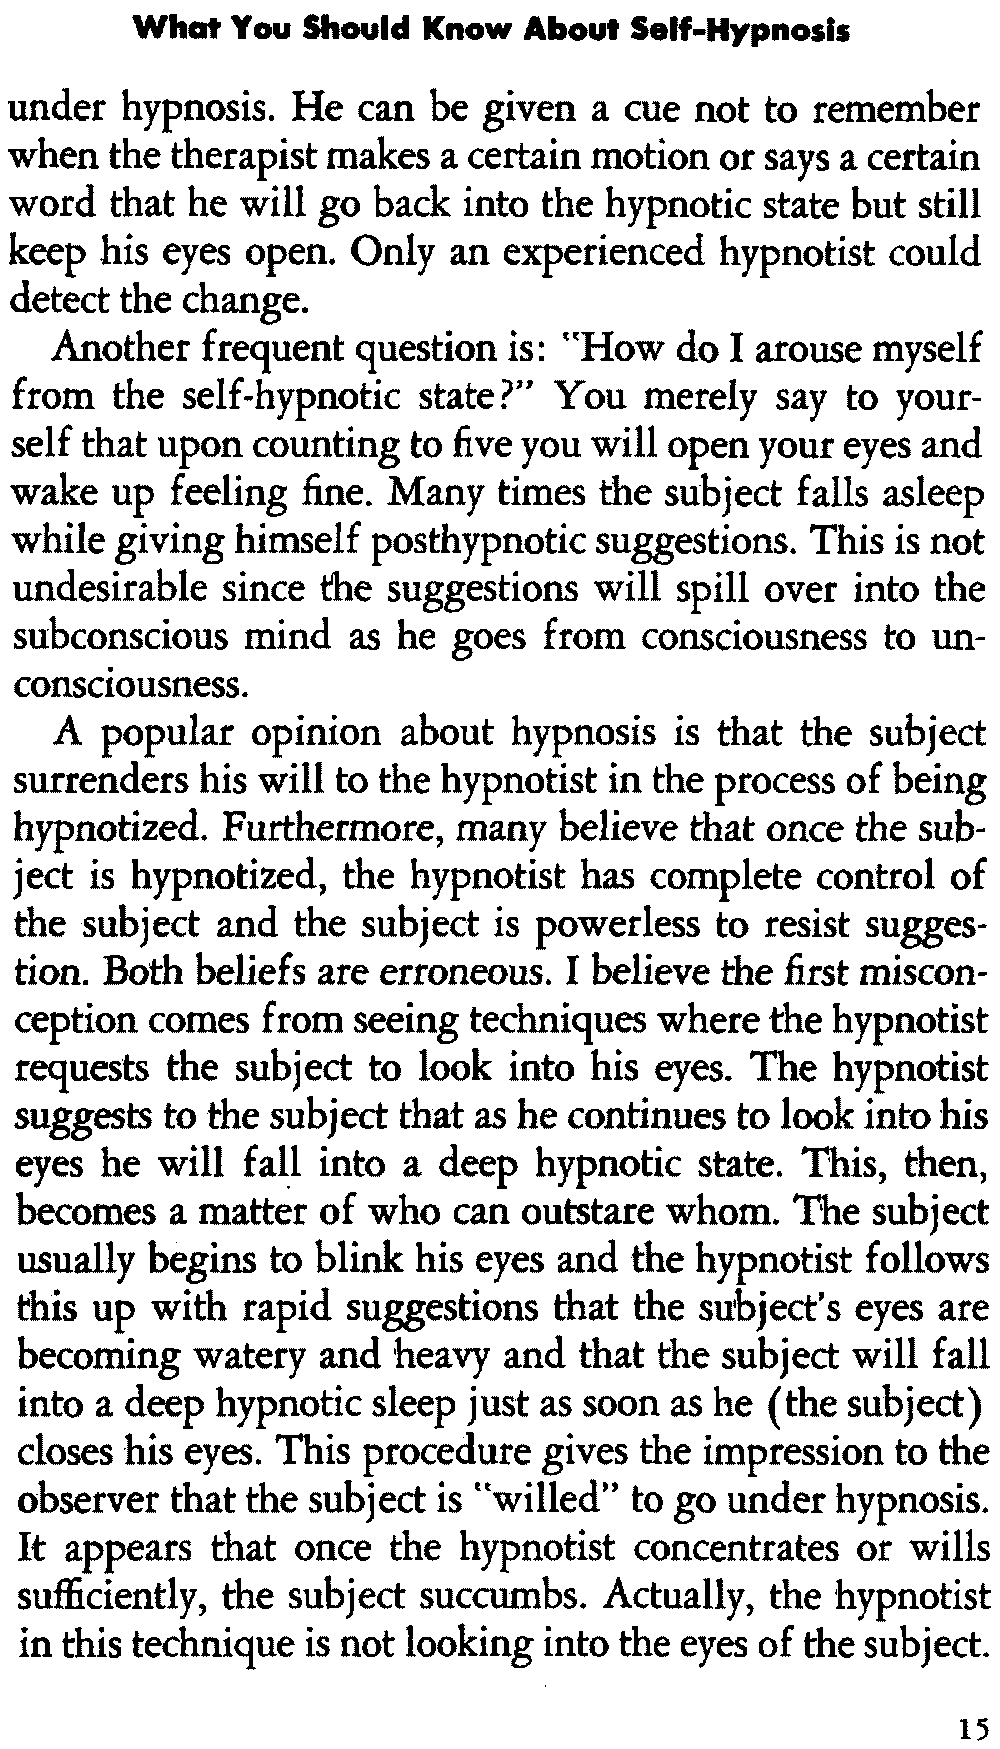 What You Should Know About Self-Hypnosis
under hypnosis. He can be given a cue not to remember
when the therapist makes a certain motion or says a certain
word that he will go back into the hypnotic state but still
keep his eyes open. Only an experienced hypnotist could
detect the change.
Another frequent question is: "How do I arouse myself
from the self-hypnotic state?" You merely say to your-
self that upon counting to five you will open your eyes and
wake up feeling fine. Many times the subject falls asleep
while giving himself posthypnotic suggestions. This is not
undesirable since the suggestions will spill over into the
subconscious mind as he goes from consciousness to un-
consciousness.
A popular opinion about hypnosis is that the subject
surrenders his will to the hypnotist in the process of being
hypnotized. Furthermore, many believe that once the sub-
ject is hypnotized, the hypnotist has complete control of
the subject and the subject is powerless to resist sugges-
tion. Both beliefs are erroneous. I believe the first miscon-
ception comes from seeing techniques where the hypnotist
requests the subject to look into his eyes. The hypnotist
suggests to the subject that as he continues to look into his
eyes he will fall into a deep hypnotic state. This, then,
becomes a matter of who can outstare whom. The subject
usually begins to blink his eyes and the hypnotist follows
this up with rapid suggestions that the subject's eyes are
becoming watery and heavy and that the subject will fall
into a deep hypnotic sleep just as soon as he (the subject)
closes his eyes. This procedure gives the impression to the
observer that the subject is "willed" to go under hypnosis.
It appears that once the hypnotist concentrates or wills
sufficiently, the subject succumbs. Actually, the hypnotist
in this technique is not looking into the eyes of the subject.
15